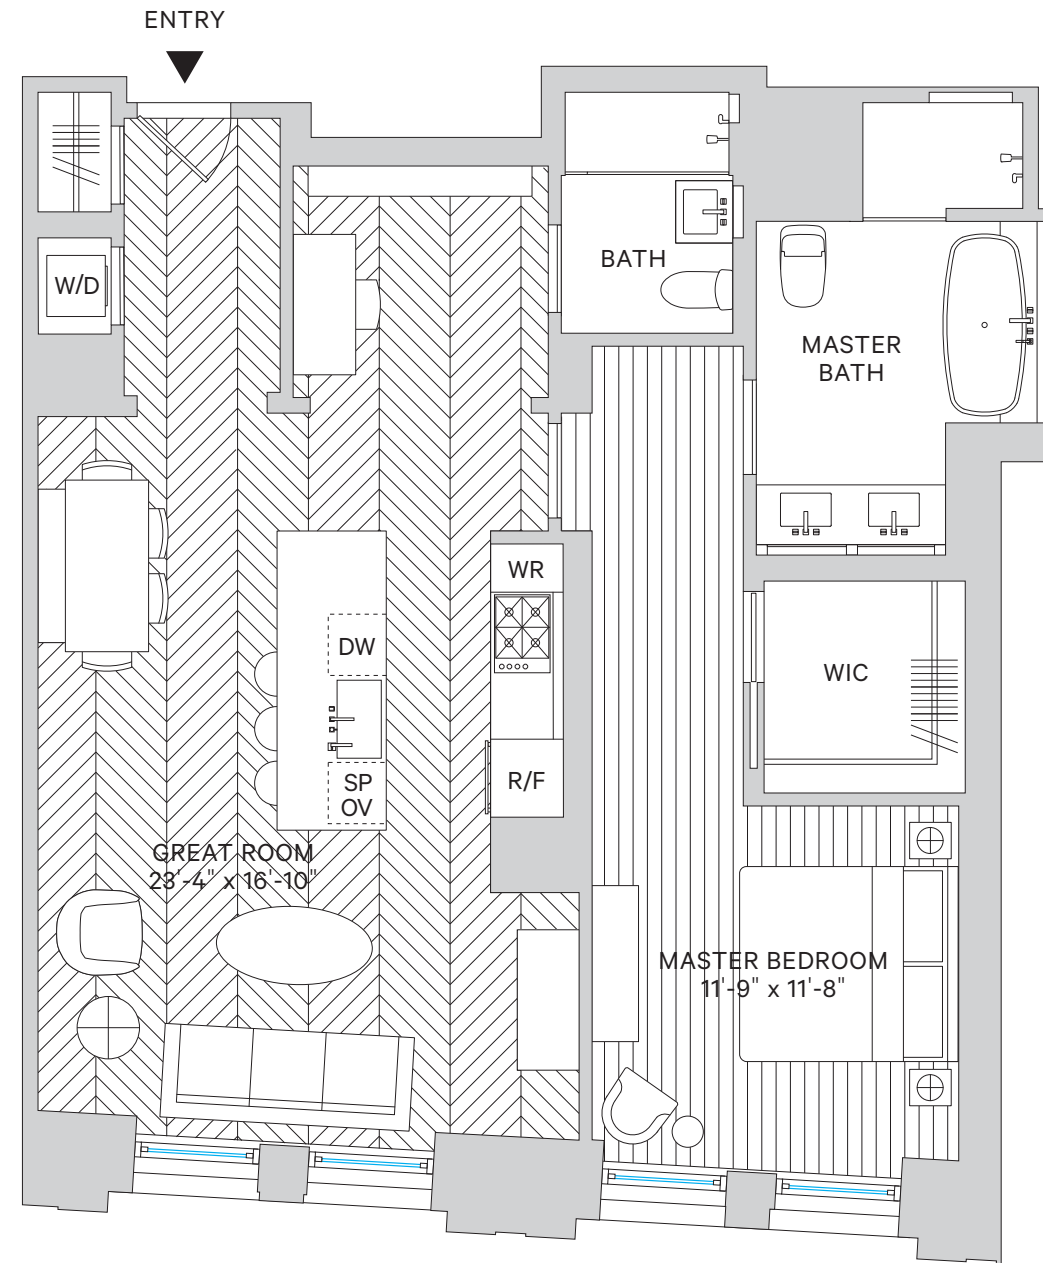 ENTRY
W/D
BATH
MASTER
BATH
WR
DW
WIC
SP
OV
R/F
GREAT ROOM
23'-4" x 16'-10"
MASTER BEDROOM
11'-9" x 11'-8"